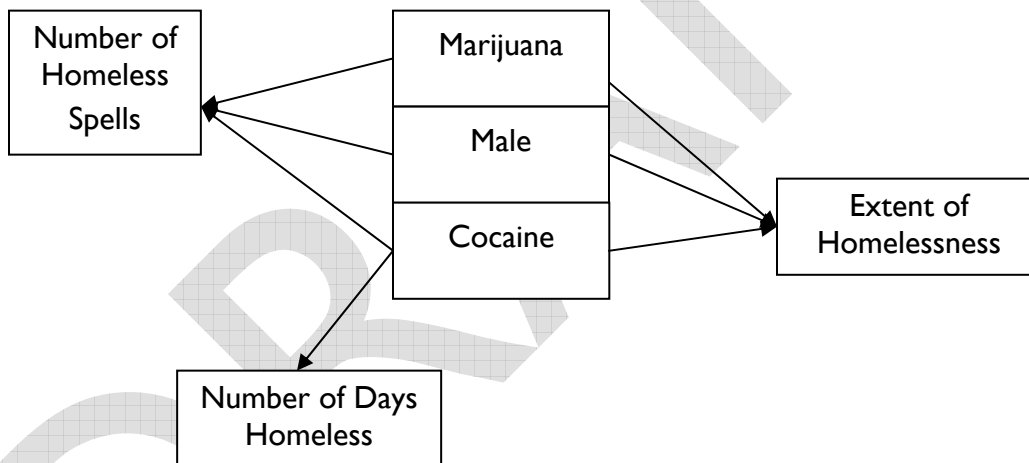 Number of
Homeless
Spells
Marijuana
Male
Cocaine
Extent of
Homelessness
Number of Days
Homeless